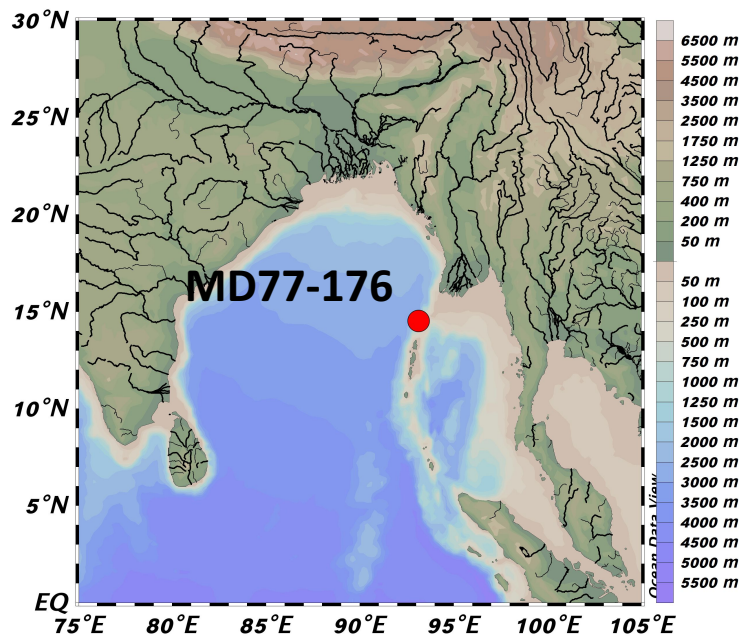 30°N
25°N
20°N
15°N
10°N
5°N
EQ
75°E
80°E
85°E
90°E
95°E
100°E
105°E
MD77-176
6500 m
5500 m
4500 m
3500 m
2500 m
1750 m
1250 m
750 m
400 m
200 m
50 m
50 m
100 m
250 m
500 m
750 m
1000 m
1250 m
1500 m
2000 m
2500 m
3000 m
3500 m
4000 m
4500 m
5000 m
5500 m
Ocean Data View